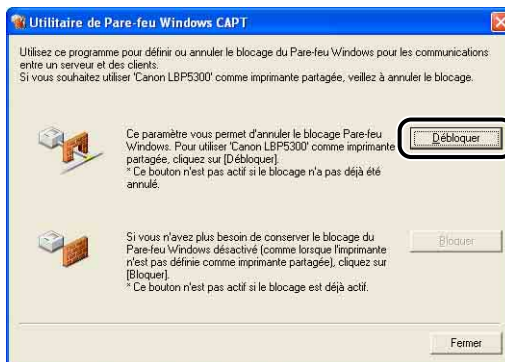 Utilitaire de Pare-feu Windows CAPT
Utilisez ce programme pour définir ou annuler le blocage du Pare-feu Windows pour les communications
entre un serveur et des clients.
Si vous souhaitez utiliser 'Canon LBP5300' comme imprimante partagée, veillez à annuler le blocage.
Ce paramètre vous permet d'annuler le blocage Pare-feu
Windows. Pour utiliser 'Canon LBP5300' comme imprimante
partagée, cliquez sur [Débloquer].
* Ce bouton n'est pas actif si le blocage n'a pas déjà été
annulé.
Débloquer
Si vous n'avez plus besoin de conserver le blocage du
Pare-feu Windows désactivé (comme lorsque l'imprimante
n'est pas définie comme imprimante partagée), cliquez sur
[Bloquer].
* Ce bouton n'est pas actif si le blocage est déjà actif.
Bloquer
Fermer